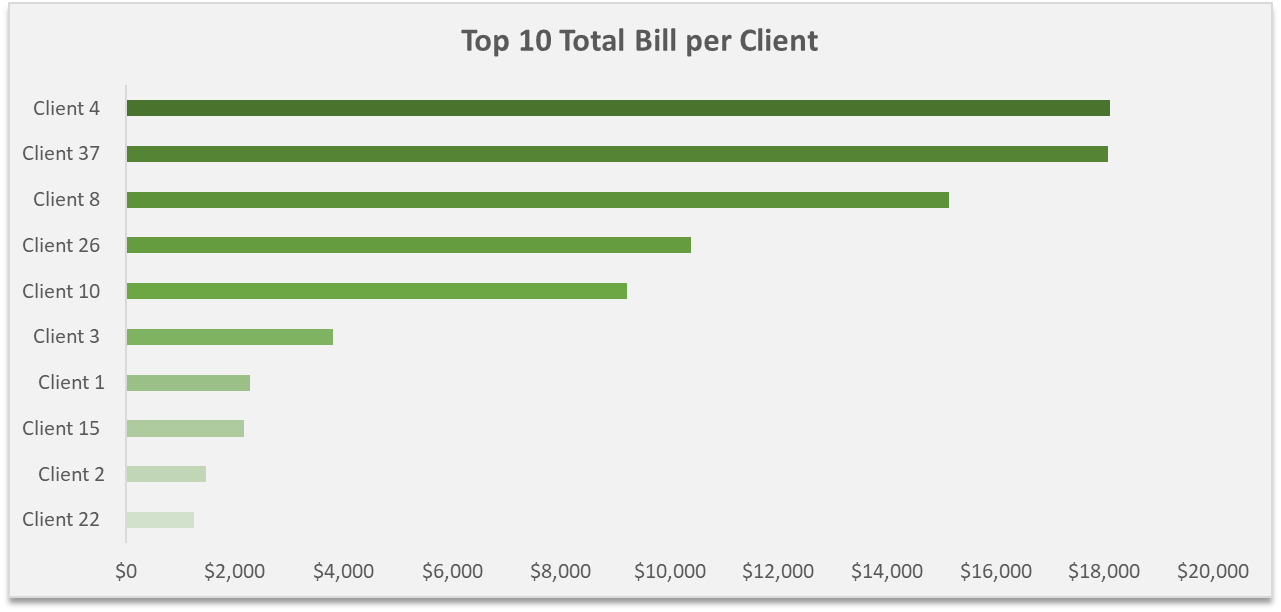 Top 10 Total Bill per Client
Client 4
Client 37
Client 8
Client 26
Client 10
Client 3
Client 1
Client 15
Client 2
Client 22
$0 $2,000 $4,000 $6,000 $8,000 $10,000 $12,000 $14,000 $16,000 $18,000 $20,000